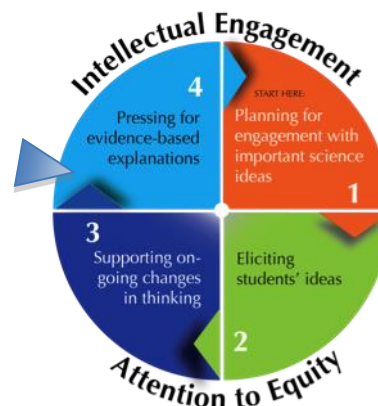 Intellectual Engagement
4
Pressing for
evidence-based
explanations
START HERE:
Planning for
engagement with
important science
ideas
1
3
Supporting on-
going changes
in thinking
Eliciting
students' ideas
2
Attention to Equity